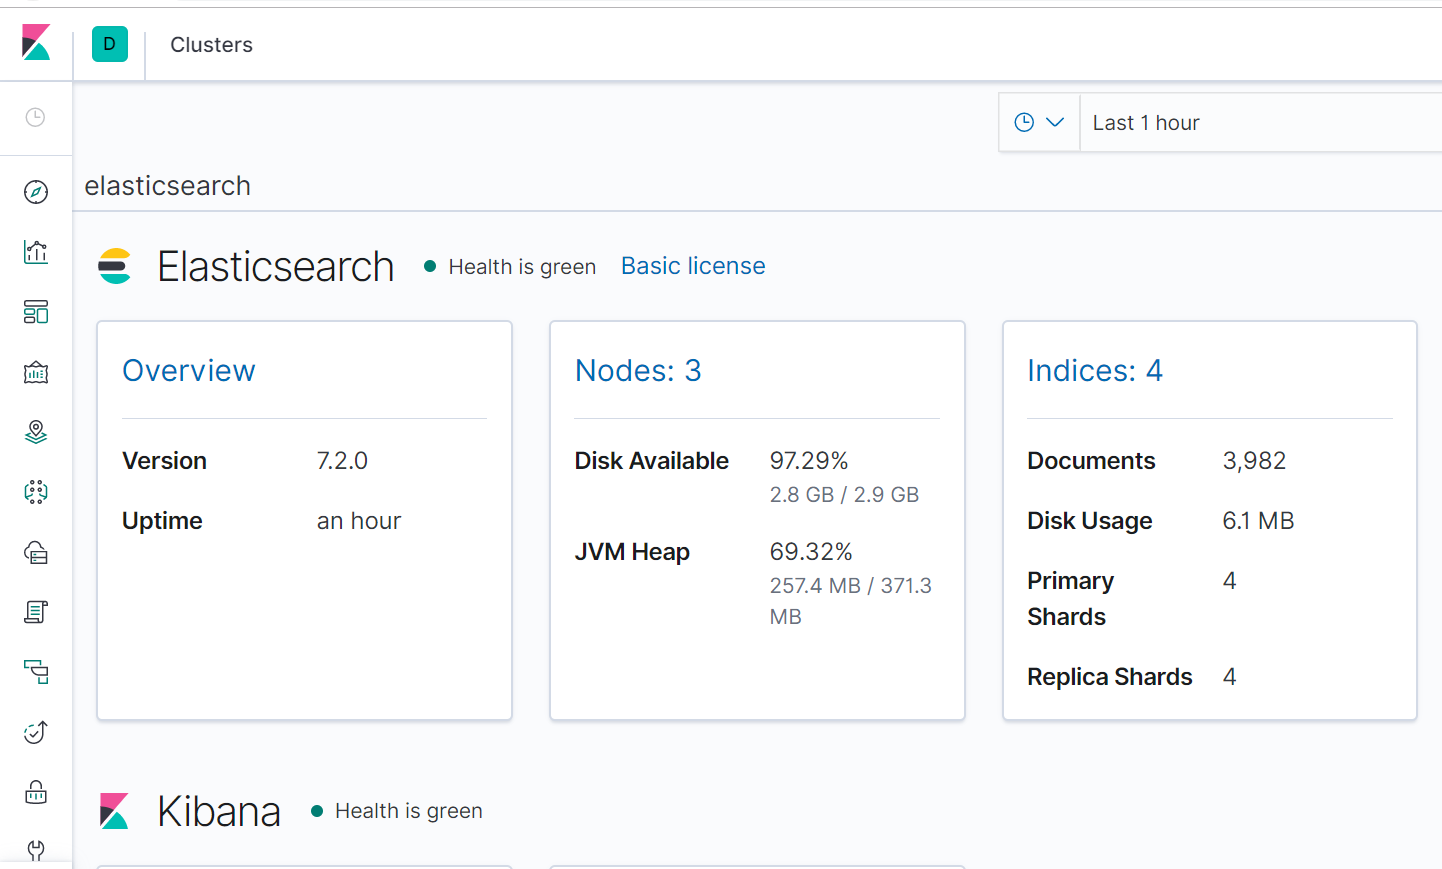 D Clusters
Last 1 hour
elasticsearch
Elasticsearch Health is green Basic license
Overview
Version 7.2.0
Uptime an hour
Nodes: 3
Disk Available 97.29%
2.8 GB / 2.9 GB
JVM Heap 69.32%
257.4 MB / 371.3
MB
Indices: 4
Documents 3,982
Disk Usage 6.1 MB
Primary 4
Shards
Replica Shards 4
Kibana Health is green